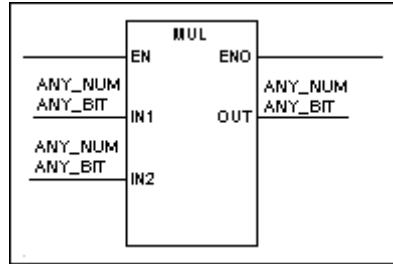 MUL
EN ENO
ANY_NUM ANY_NUM
ANY_BIT ANY_BIT
IN1 OUT
ANY_NUM
ANY_BIT
IN2